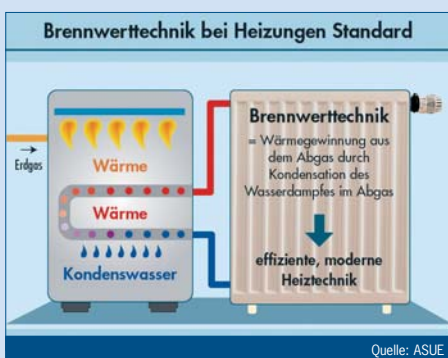 Brennwerttechnik bei Heizungen Standard
Erdgas
Wärme
Wärme
Kondenswasser
Brennwerttechnik
= Wärmegewinnung aus
dem Abgas durch
Kondensation des
Wasserdampfes im Abgas
effiziente, moderne
Heiztechnik
Quelle: ASUE